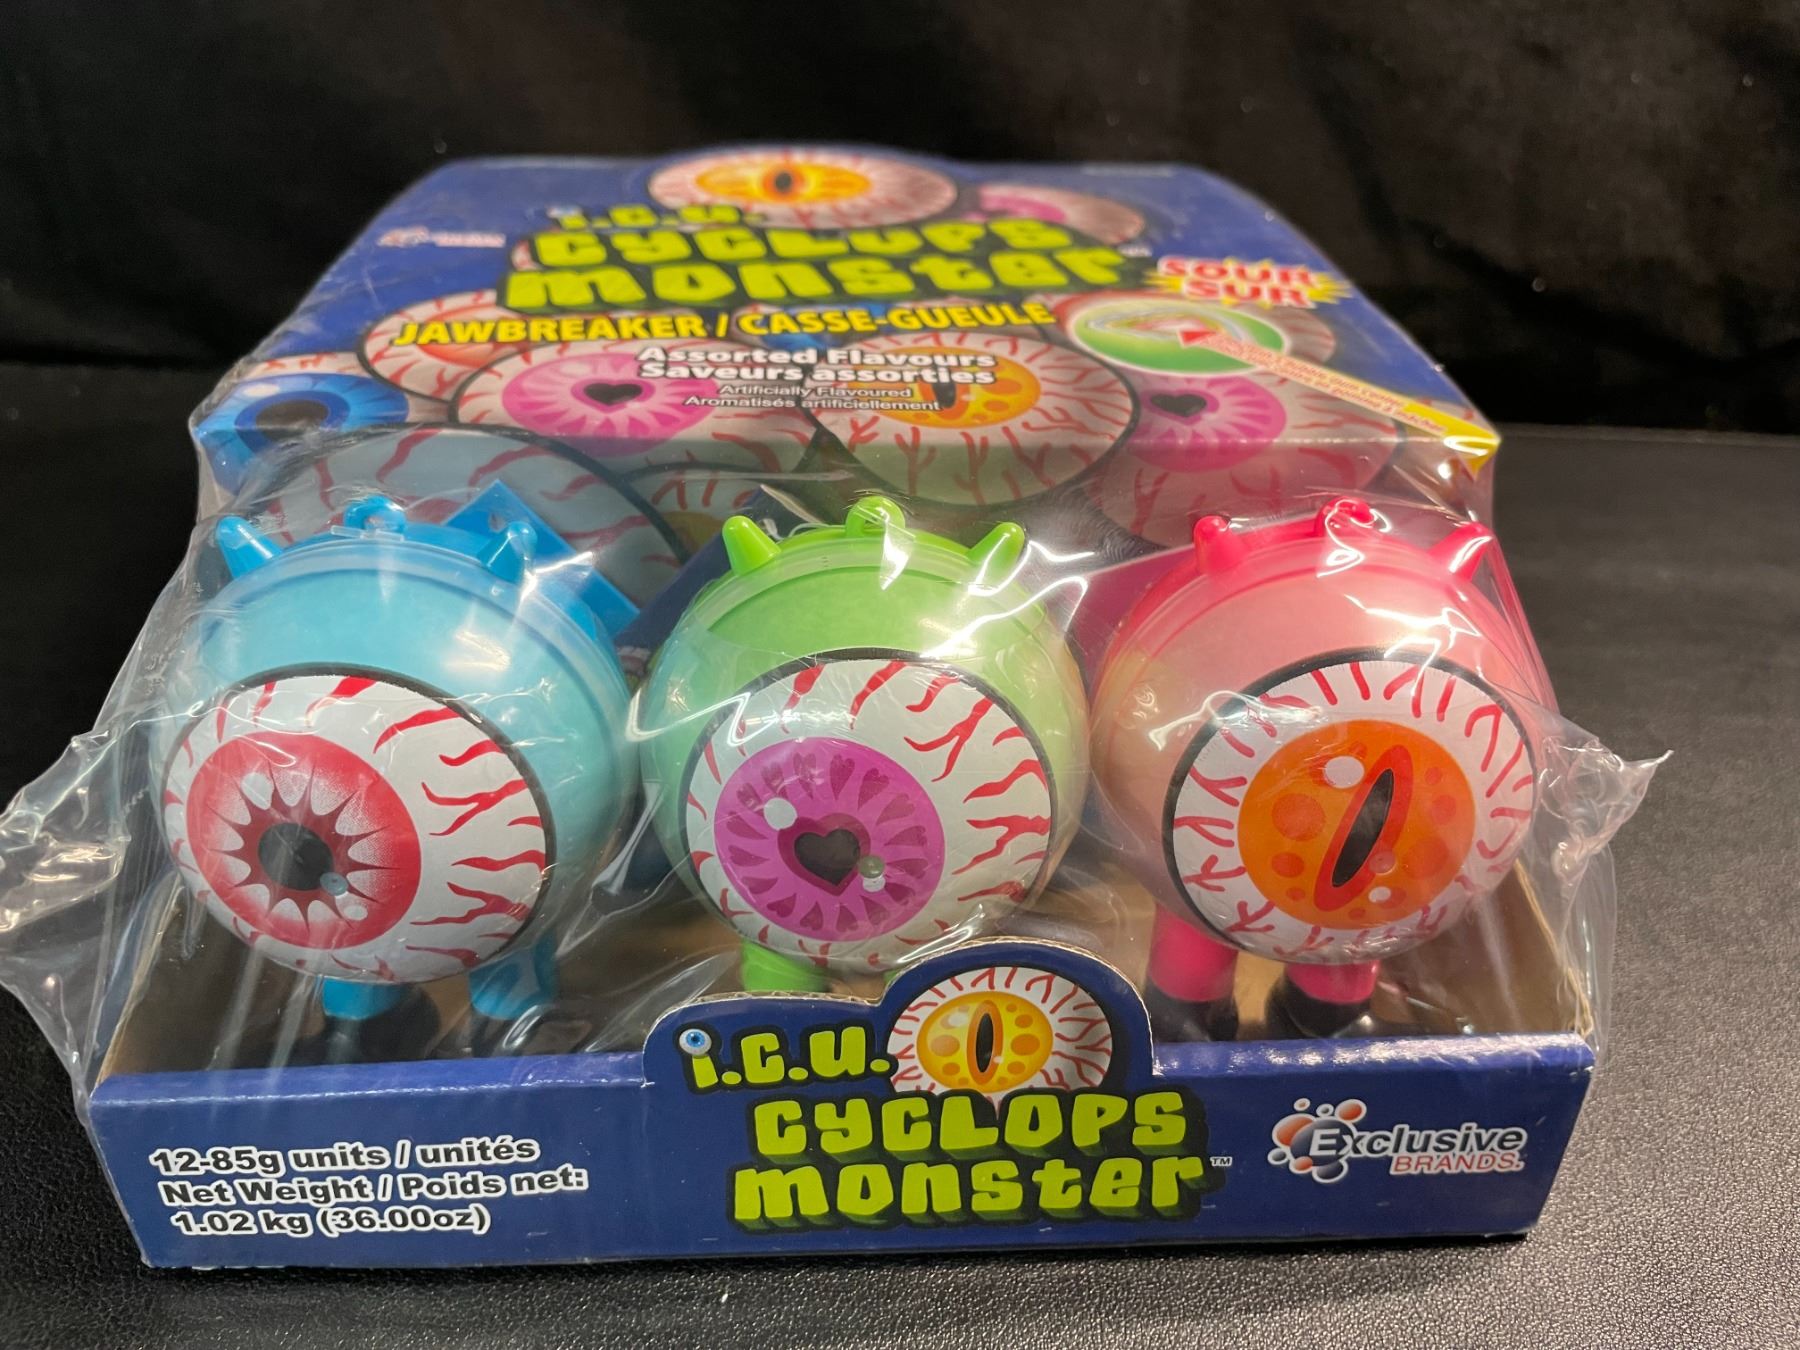 i.c.u.
CYCLOPS
monster
SOUR
SUR
JAWBREAKER / CASSE-GUEULE
Assorted Flavours
Saveurs assorties
Artificially Flavoured
Aromatisés artificiellement
i.c.u.
CYCLOPS
monster™
12-85g units / unités
Net Weight / Poids net:
1.02 kg (36.00oz)
Exclusive
BRANDS.